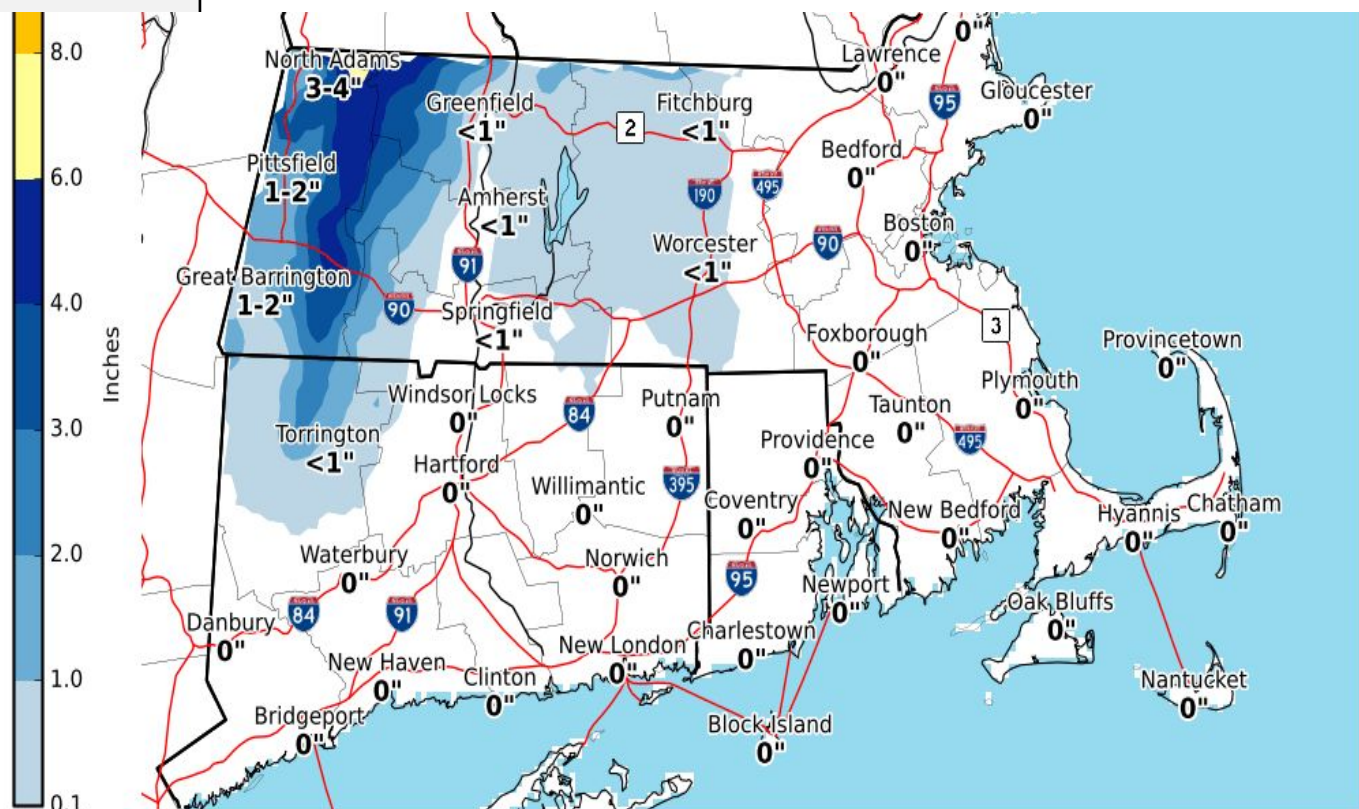 8.0
6.0
4.0
3.0
2.0
1.0
0.1
Inches
North Adams
3-4"
Greenfield
<1"
2
Fitchburg
<1"
Lawrence
0"
0"
95
Gloucester
0"
Pittsfield
1-2"
Amherst
<1"
190
495
Bedford
0"
Boston
0"
Worcester
<1"
90
91
Great Barrington
1-2"
90
Springfield
<1"
Foxborough
0"
3
Provincetown
0"
Plymouth
0"
Windsor Locks
0"
84
Putnam
0"
Taunton
0"
495
Torrington
<1"
Hartford
0"
Providence
0"
Willimantic
0"
395
Coventry
0"
New Bedford
0"
Hyannis
0"
Chatham
0"
Waterbury
0"
Norwich
0"
95
Newport
0"
Danbury
0"
84
91
Oak Bluffs
0"
New Haven
0"
Clinton
0"
New London
0"
Charlestown
0"
Nantucket
0"
Bridgeport
0"
Block Island
0"